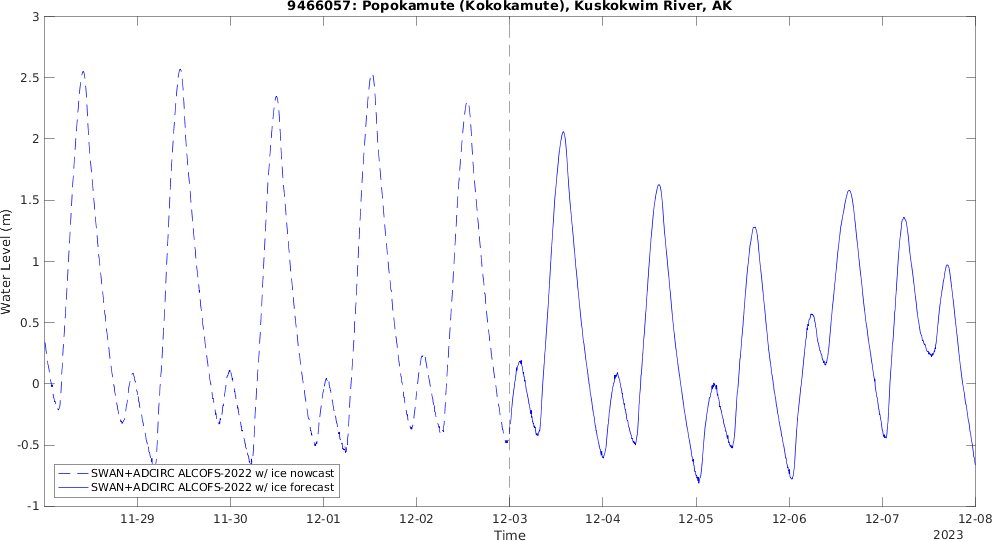 9466057: Popokamute (Kokokamute), Kuskokwim River, AK
3
2.5
2
1.5
1
0.5
0
-0.5
-1
Water Level (m)
SWAN+ADCIRC ALCOFS-2022 w/ ice nowcast
SWAN+ADCIRC ALCOFS-2022 w/ ice forecast
11-29 11-30 12-01 12-02 12-03 12-04 12-05 12-06 12-07 12-08
Time
2023